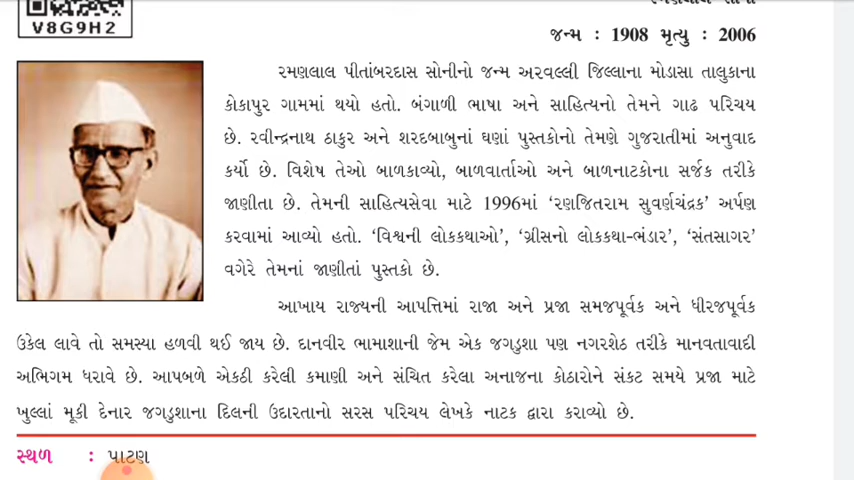 V8G9H2
જન્મ : 1908 મૃત્યુ : 2006
રમણલાલ પીતાંબરદાસ સોનીનો જન્મ અરવલ્લી જિલ્લાના મોડાસા તાલુકાના
કોકાપુર ગામમાં થયો હતો. બંગાળી ભાષા અને સાહિત્યનો તેમને ગાઢ પરિચય
છે. રવીન્દ્રનાથ ઠાકુર અને શરદબાબુનાં ઘણાં પુસ્તકોનો તેમણે ગુજરાતીમાં અનુવાદ
કર્યો છે. વિશેષ તેઓ બાળકાવ્યો, બાળવાર્તાઓ અને બાળનાટકોના સર્જક તરીકે
જાણીતા છે. તેમની સાહિત્યસેવા માટે 1996માં ‘રણજિતરામ સુવર્ણચંદ્રક’ અર્પણ
કરવામાં આવ્યો હતો. ‘વિશ્વની લોકકથાઓ’, ‘ગ્રીસનો લોકકથા-ભંડાર’, ‘સંતસાગર’
વગેરે તેમનાં જાણીતાં પુસ્તકો છે.
આખાય રાજ્યની આપત્તિમાં રાજા અને પ્રજા સમજપૂર્વક અને ધીરજપૂર્વક
ઉકેલ લાવે તો સમસ્યા હળવી થઈ જાય છે. દાનવીર ભામાશાની જેમ એક જગડુશા પણ નગરશેઠ તરીકે માનવતાવાદી
અભિગમ ધરાવે છે. આપબળે એકઠી કરેલી કમાણી અને સંચિત કરેલા અનાજના કોઠારોને સંકટ સમયે પ્રજા માટે
ખુલ્લાં મૂકી દેનાર જગડુશાના દિલની ઉદારતાનો સરસ પરિચય લેખકે નાટક દ્વારા કરાવ્યો છે.
સ્થળ : પાટણ